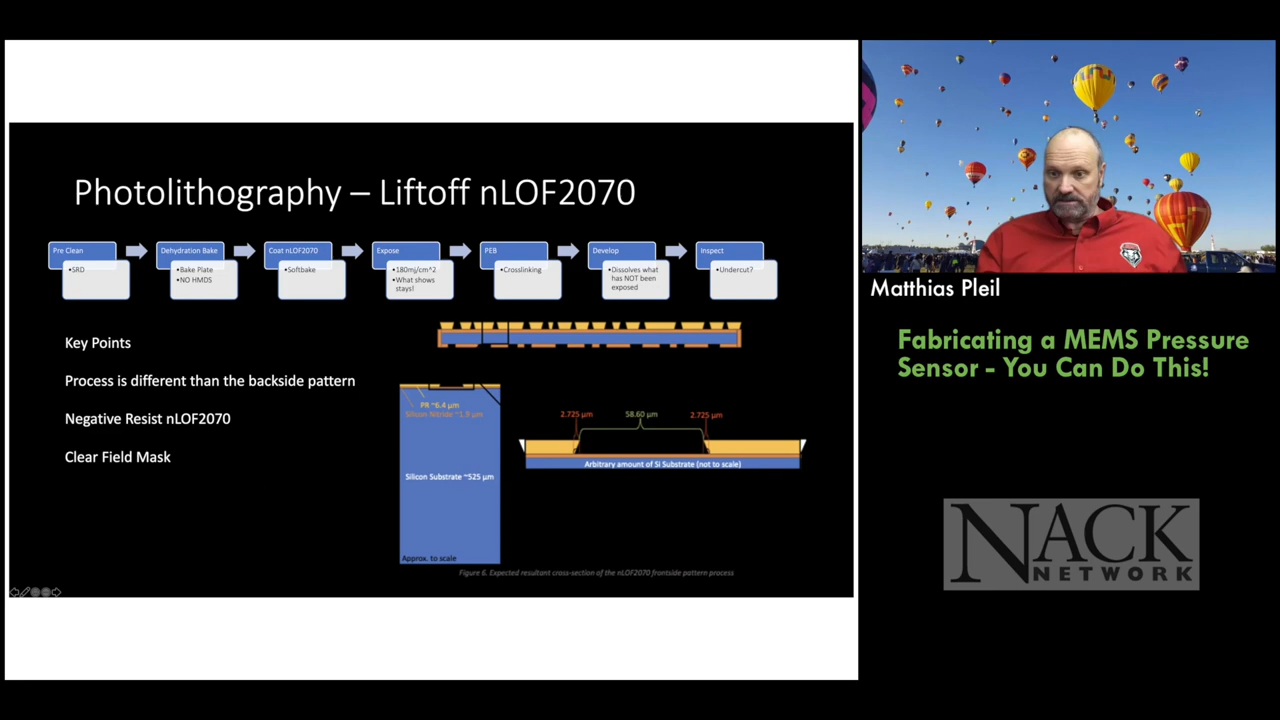 Photolithography – Liftoff nLOF2070
Pre Clean
•SRD
Dehydration Bake
•Bake Plate
•NO HMDS
Coat nLOF2070
•Softbake
Expose
•180mj/cm^2
•What shows
stays!
PEB
•Crosslinking
Develop
•Dissolves what
has NOT been
exposed
Inspect
•Undercut?
Key Points
Process is different than the backside pattern
Negative Resist nLOF2070
Clear Field Mask
PR ~6.4 µm
Silicon Nitride ~1.5 µm
Silicon Substrate ~525 µm
Approx. to scale
2.725 µm
58.60 µm
2.725 µm
Arbitrary amount of Si Substrate (not to scale)
Figure 6. Expected resultant cross-section of the nLOF2070 frontside pattern process
Matthias Pleil
Fabricating a MEMS Pressure
Sensor - You Can Do This!
NACK
NETWORK